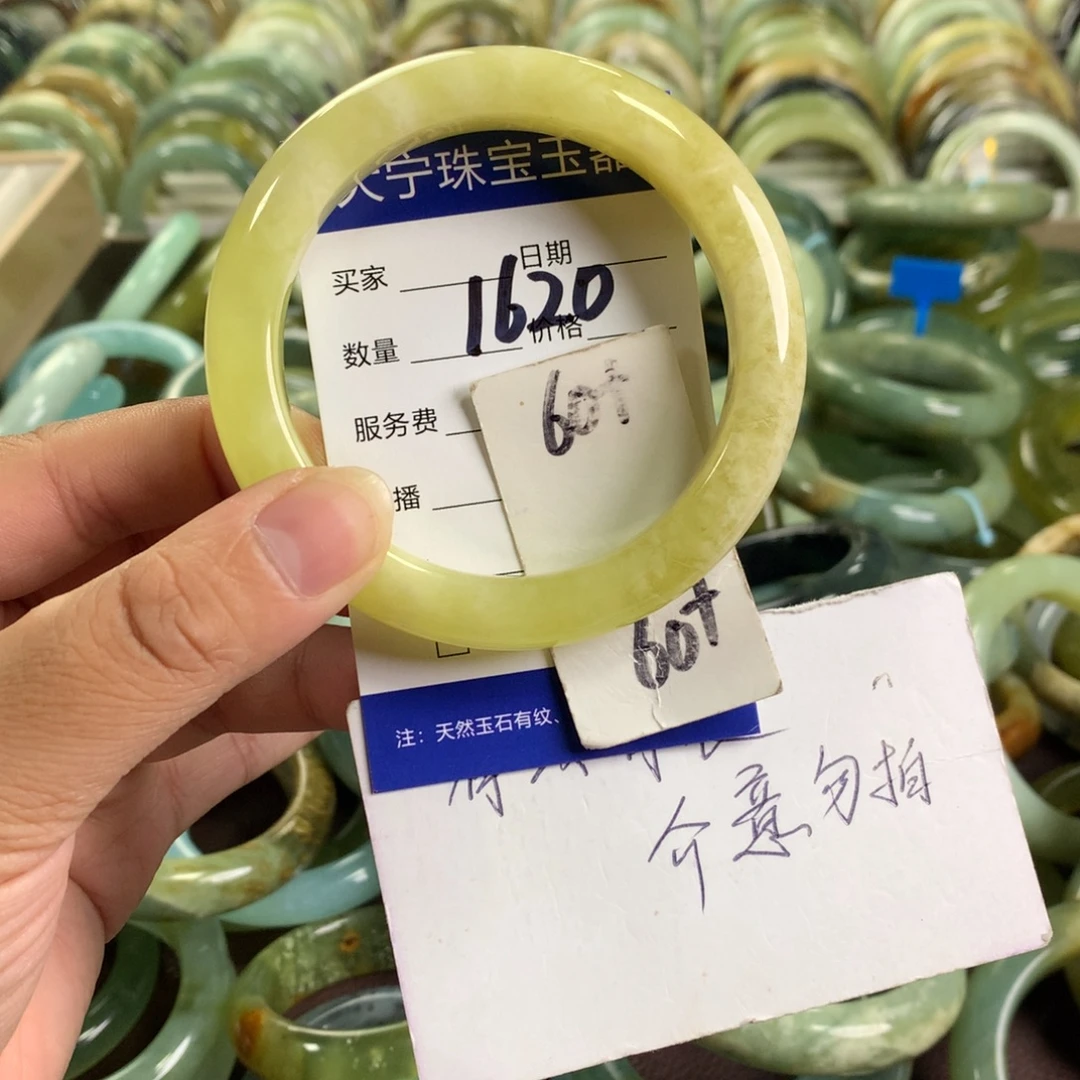 宁珠宝玉器
买家
日期
1620
数量
价格
服务费
播
60+
60+
注：天然玉石有纹、
介意勿拍